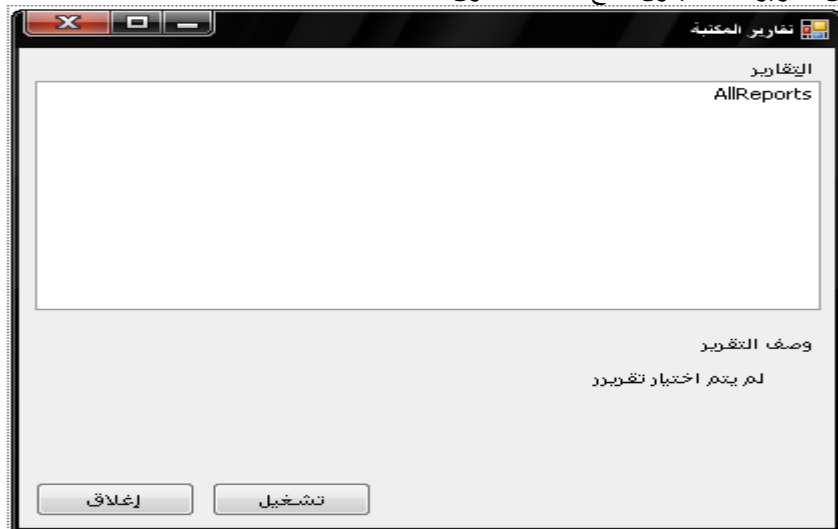 تقارير المكتبة
التقارير
AllReports
وصف التقرير
لم يتم اختيار تقريرر
تشغيل
إغلاق